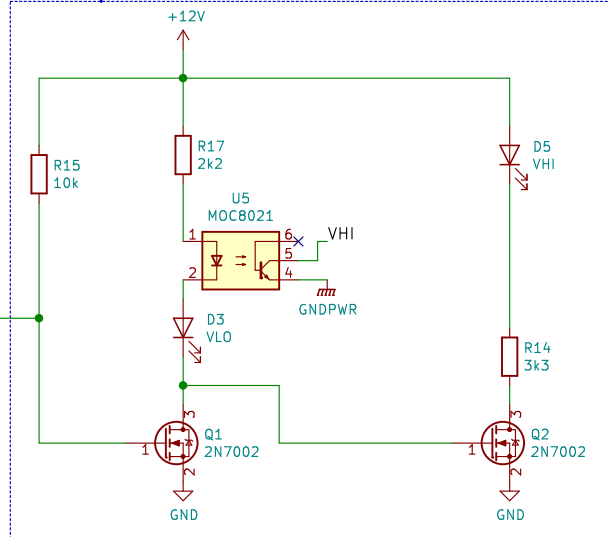 +12V
R17
2k2
D5
VHI
R15
10k
U5
MOC8021
1
6
VHI
5
2
4
GNDPWR
D3
VLO
R14
3k3
3
3
Q1
2N7002
Q2
2N7002
1
1
2
2
GND
GND